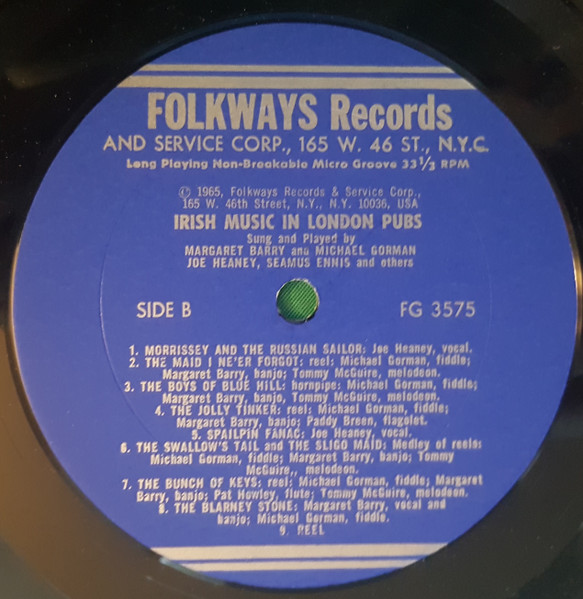 FOLKWAYS Records
AND SERVICE CORP., 165 W. 46 ST., N.Y.C.
Long Playing Non-Breakable Micro Groove 33 1/3 RPM
℗ 1965, Folkways Records & Service Corp.,
165 W. 46th Street, N.Y., N.Y. 10036, USA
IRISH MUSIC IN LONDON PUBS
Sung and Played by
MARGARET BARRY and MICHAEL GORMAN
JOE HEANEY, SEAMUS ENNIS and others
SIDE B
FG 3575
1. MORRISSEY AND THE RUSSIAN SAILOR: Joe Heaney, vocal.
2. THE MAID I NE'ER FORGOT: reel: Michael Gorman, fiddle;
Margaret Barry, banjo; Tommy McGuire, melodeon.
3. THE BOYS OF BLUE HILL: hornpipe: Michael Gorman, fiddle;
Margaret Barry, banjo, Tommy McGuire, melodeon.
4. THE JOLLY TINKER: reel: Michael Gorman, fiddle;
Margaret Barry, banjo; Paddy Breen, flagolet.
5. SPAILPIN FANAC: Joe Heaney, vocal.
6. THE SWALLOW'S TAIL and THE SLIGO MAID: Medley of reels:
Michael Gorman, fiddle; Margaret Barry, banjo; Tommy
McGuire,, melodeon.
7. THE BUNCH OF KEYS: reel: Michael Gorman, fiddle; Margaret
Barry, banjo; Pat Howley, flute; Tommy McGuire, melodeon.
8. THE BLARNEY STONE: Margaret Barry, vocal and
banjo; Michael Gorman, fiddle.
9. REEL